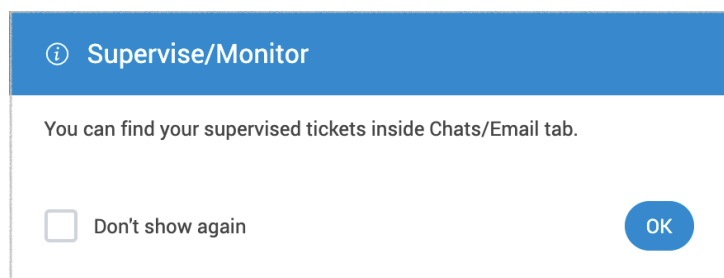 Supervise/Monitor
You can find your supervised tickets inside Chats/Email tab.
Don't show again
OK